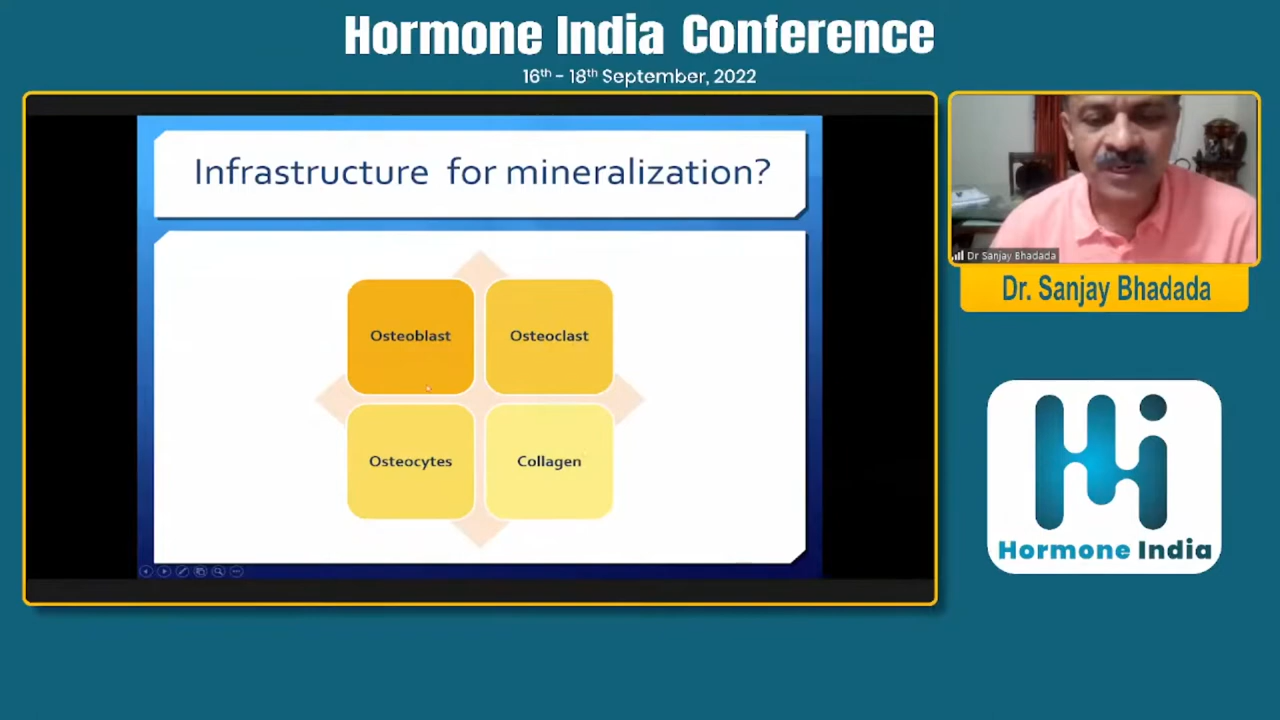 Hormone India Conference
16th - 18th September, 2022
Infrastructure for mineralization?
Osteoblast
Osteoclast
Osteocytes
Collagen
Dr Sanjay Bhadada
Dr. Sanjay Bhadada
Hi
Hormone India